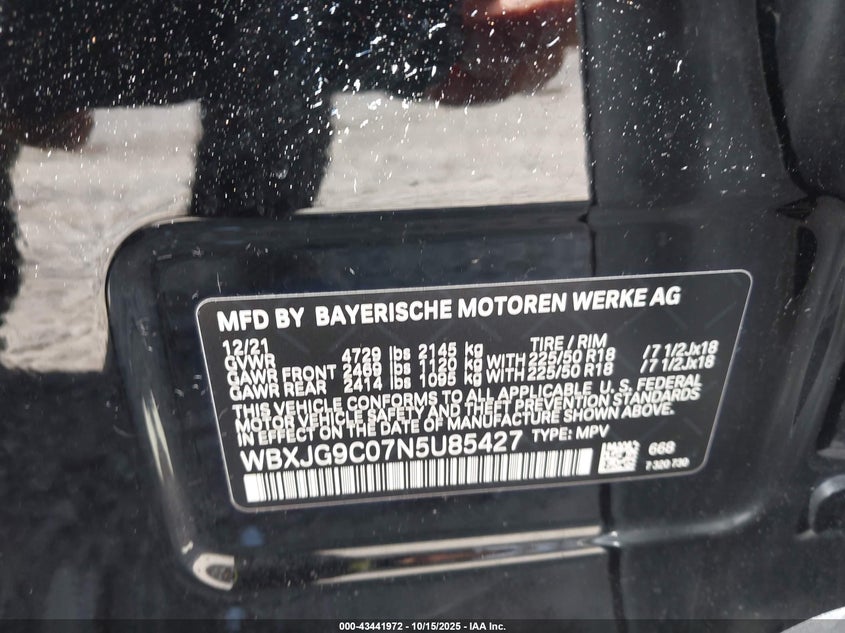 MFD BY BAYERISCHE MOTOREN WERKE AG
12/21 TIRE / RIM
GVWR 4729 lbs 2145 kg
GAWR FRONT 2469 lbs 1120 kg WITH 225/50 R18 /7 1/2Jx18
GAWR REAR 2414 lbs 1095 kg WITH 225/50 R18 /7 1/2Jx18
THIS VEHICLE CONFORMS TO ALL APPLICABLE U.S. FEDERAL
MOTOR VEHICLE SAFETY AND THEFT PREVENTION STANDARDS
IN EFFECT ON THE DATE OF MANUFACTURE SHOWN ABOVE.
WBXJG9C07N5U85427 TYPE: MPV
668
7 320 730
000-43441972 - 10/15/2025 - IAA Inc.